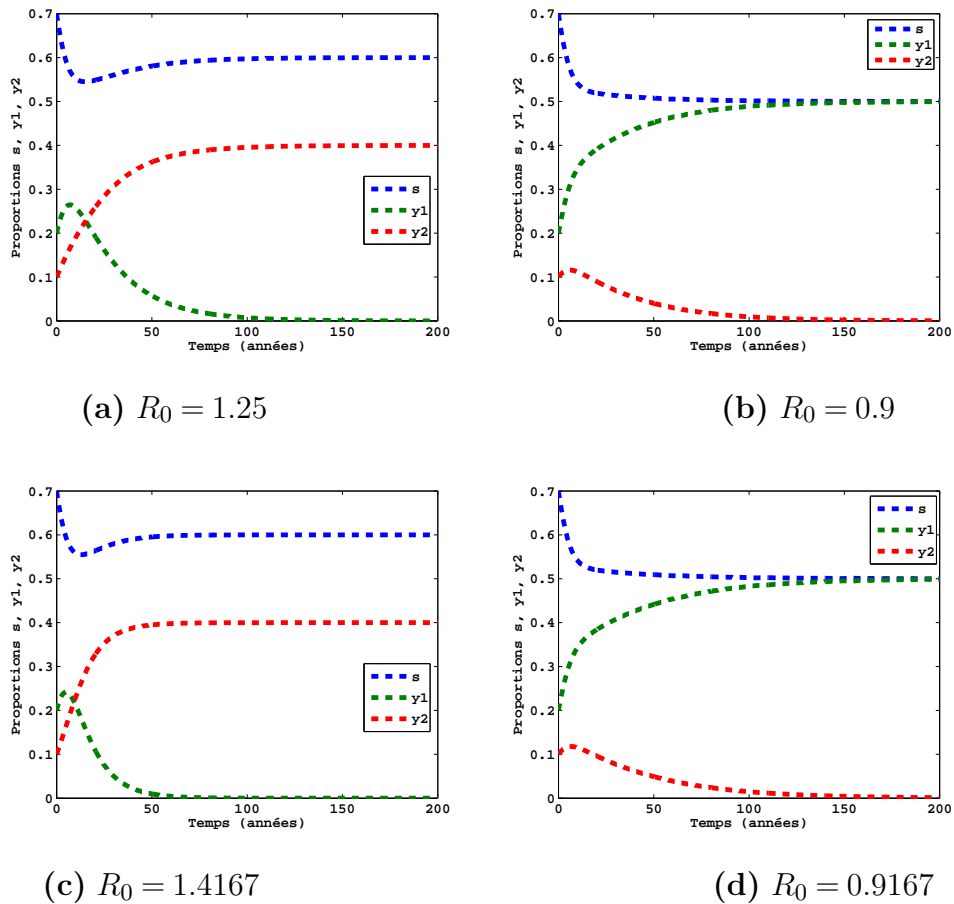 Proportions s, y1, y2
0.7
0.6
0.5
0.4
0.3
0.2
0.1
0
0 50 100 150 200
Temps (années)
s
y1
y2
(a) R0 = 1.25
Proportions s, y1, y2
0.7
0.6
0.5
0.4
0.3
0.2
0.1
0
0 50 100 150 200
Temps (années)
s
y1
y2
(b) R0 = 0.9
Proportions s, y1, y2
0.7
0.6
0.5
0.4
0.3
0.2
0.1
0
0 50 100 150 200
Temps (années)
s
y1
y2
(c) R0 = 1.4167
Proportions s, y1, y2
0.7
0.6
0.5
0.4
0.3
0.2
0.1
0
0 50 100 150 200
Temps (années)
s
y1
y2
(d) R0 = 0.9167